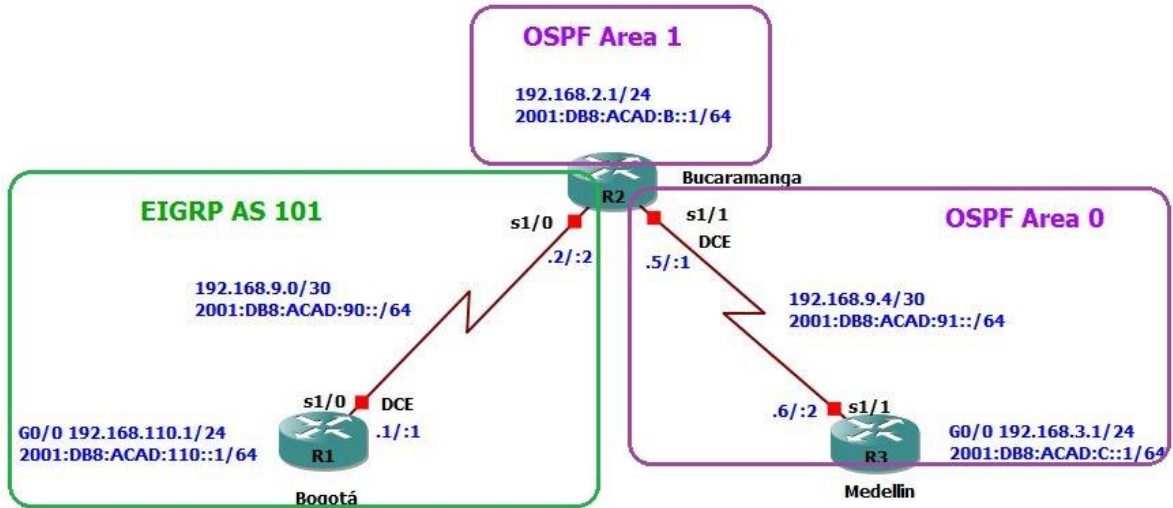 OSPF Area 1
192.168.2.1/24
2001:DB8:ACAD:B::1/64
R2
Bucaramanga
EIGRP AS 101
s1/0
.2/:2
s1/1
DCE
.5/:1
OSPF Area 0
192.168.9.0/30
2001:DB8:ACAD:90::/64
192.168.9.4/30
2001:DB8:ACAD:91::/64
s1/0
DCE
.1/:1
G0/0 192.168.110.1/24
2001:DB8:ACAD:110::1/64
R1
Bogotá
.6/:2
s1/1
R3
G0/0 192.168.3.1/24
2001:DB8:ACAD:C::1/64
Medellin